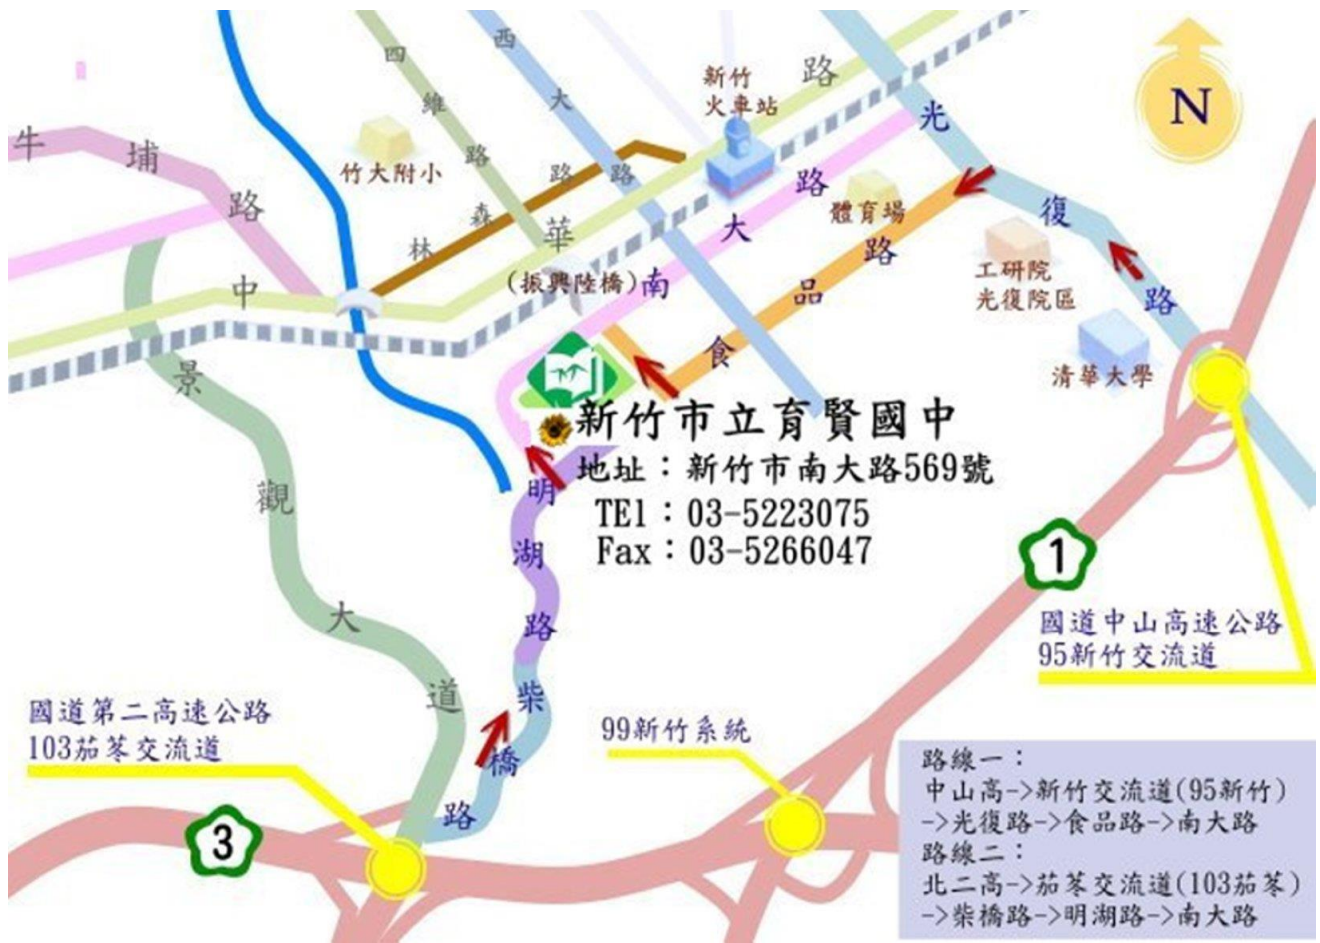 四維路
西大路
新竹
火車站
中華路
光復路
N
牛埔路
竹大附小
林森路
南大路
體育場
食品路
工研院
光復院區
(振興陸橋)
清華大學
景觀大道
新竹市立育賢國中
地址：新竹市南大路569號
TEl：03-5223075
Fax：03-5266047
明湖路
1
國道中山高速公路
95新竹交流道
柴橋路
國道第二高速公路
103茄苳交流道
99新竹系統
3
路線一：
中山高->新竹交流道(95新竹)
->光復路->食品路->南大路
路線二：
北二高->茄苳交流道(103茄苳)
->柴橋路->明湖路->南大路